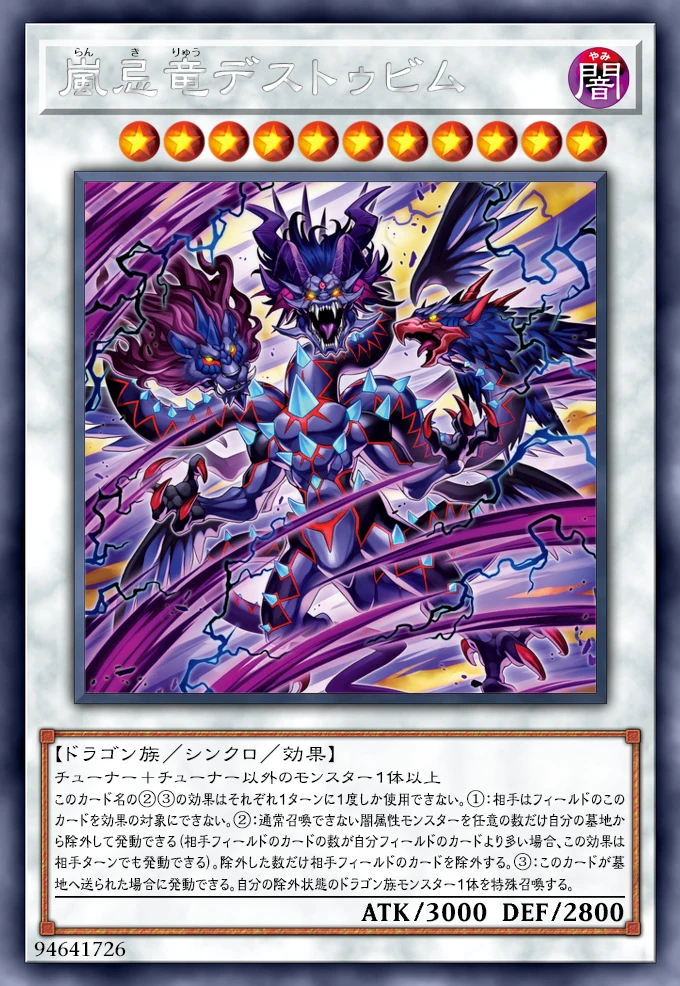 らん き りゅう
嵐忌竜デストゥビム
やみ
闇
【ドラゴン族／シンクロ／効果】
チューナー＋チューナー以外のモンスター1体以上
このカード名の②③の効果はそれぞれ1ターンに1度しか使用できない。①：相手はフィールドのこの
カードを効果の対象にできない。②：通常召喚できない闇属性モンスターを任意の数だけ自分の墓地か
ら除外して発動できる（相手フィールドのカードの数が自分フィールドのカードより多い場合、この効果は
相手ターンでも発動できる）。除外した数だけ相手フィールドのカードを除外する。③：このカードが墓
地へ送られた場合に発動できる。自分の除外状態のドラゴン族モンスター1体を特殊召喚する。
ATK/3000 DEF/2800
94641726